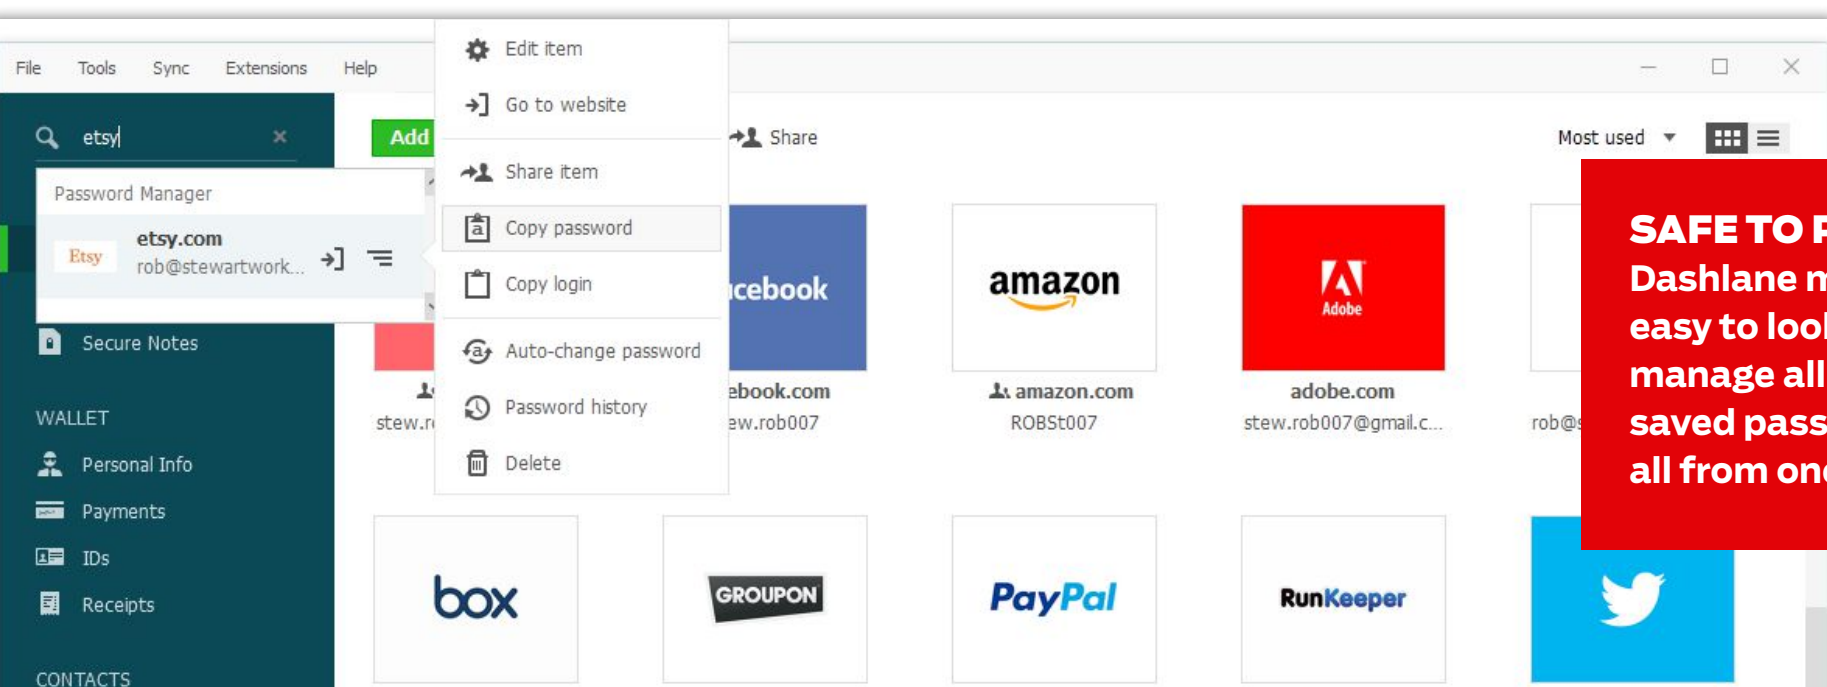 File Tools Sync Extensions Help
etsy
Add
Share
Most used
Password Manager
etsy.com
rob@stewartwork...
Etsy
Edit item
Go to website
Share item
Copy password
Copy login
Auto-change password
Password history
Delete
Secure Notes
WALLET
Personal Info
Payments
IDs
Receipts
CONTACTS
cebook
amazon
Adobe
ebook.com
amazon.com
adobe.com
stew.r
ew.rob007
ROBSt007
stew.rob007@gmail.c...
rob@s
box
GROUPON
PayPal
RunKeeper
SAFE TO P
Dashlane m
easy to look
manage all
saved pass
all from one